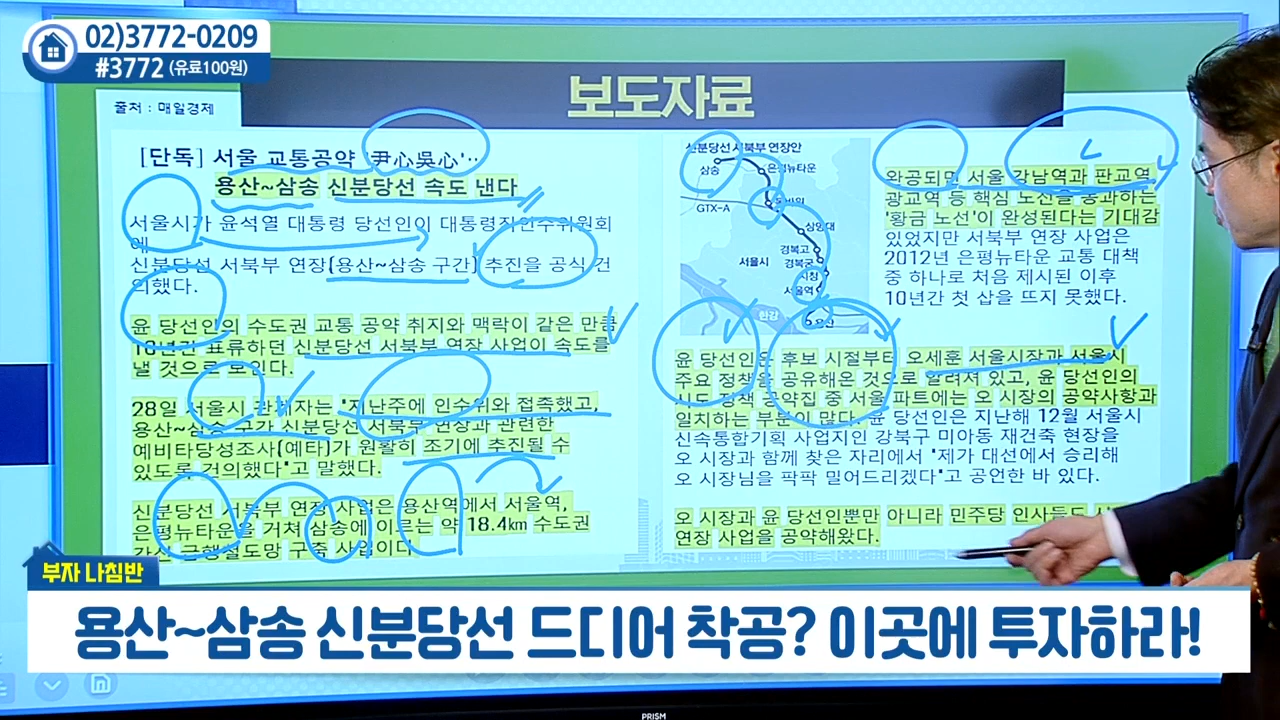 02)3772-0209
#3772 (유료100원)
보도자료
출처 : 매일경제
[단독] 서울 교통공약 '尹心吳心'…
용산~삼송 신분당선 속도 낸다
서울시가 윤석열 대통령 당선인이 대통령직인수위원회
에
신분당선 서북부 연장(용산~삼송 구간) 추진을 공식 건
의했다.
윤 당선인의 수도권 교통 공약 취지와 맥락이 같은 만큼
10년간 표류하던 신분당선 서북부 연장 사업이 속도를
낼 것으로 보인다.
28일 서울시 관계자는 "지난주에 인수위와 접촉했고,
용산~삼송 구간 신분당선 서북부 연장과 관련한
예비타당성조사(예타)가 원활히 조기에 추진될 수
있도록 건의했다"고 말했다.
신분당선 서북부 연장 사업은 용산역에서 서울역,
은평뉴타운을 거쳐 삼송에 이르는 약 18.4km 수도권
간선 급행철도망 구축 사업이다
신분당선 서북부 연장안
삼송
은평뉴타운
GTX-A
상명대
경복고
경복궁
서울시
시청
서울역
한강
용산
완공되면 서울 강남역과 판교역,
광교역 등 핵심 노선을 통과하는
'황금 노선'이 완성된다는 기대감
있었지만 서북부 연장 사업은
2012년 은평뉴타운 교통 대책
중 하나로 처음 제시된 이후
10년간 첫 삽을 뜨지 못했다.
윤 당선인은 후보 시절부터 오세훈 서울시장과 서울시
주요 정책을 공유해온 것으로 알려져 있고, 윤 당선인의
시도 정책 공약집 중 서울 파트에는 오 시장의 공약사항과
일치하는 부분이 많다. 윤 당선인은 지난해 12월 서울시
신속통합기획 사업지인 강북구 미아동 재건축 현장을
오 시장과 함께 찾은 자리에서 "제가 대선에서 승리해
오 시장님을 팍팍 밀어드리겠다"고 공언한 바 있다.
오 시장과 윤 당선인뿐만 아니라 민주당 인사들도
연장 사업을 공약해왔다.
부자 나침반
용산~삼송 신분당선 드디어 착공? 이곳에 투자하라!
PRISM